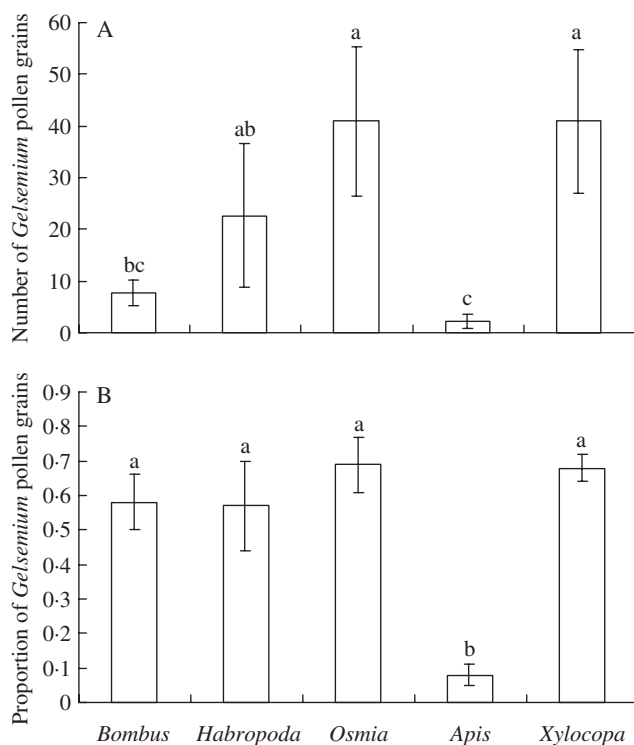 A
Number of Gelsemium pollen grains
60
50
40
30
20
10
0
bc
ab
a
c
a
B
Proportion of Gelsemium pollen grains
0·9
0·8
0·7
0·6
0·5
0·4
0·3
0·2
0·1
0
a
a
a
b
a
Bombus Habropoda Osmia Apis Xylocopa